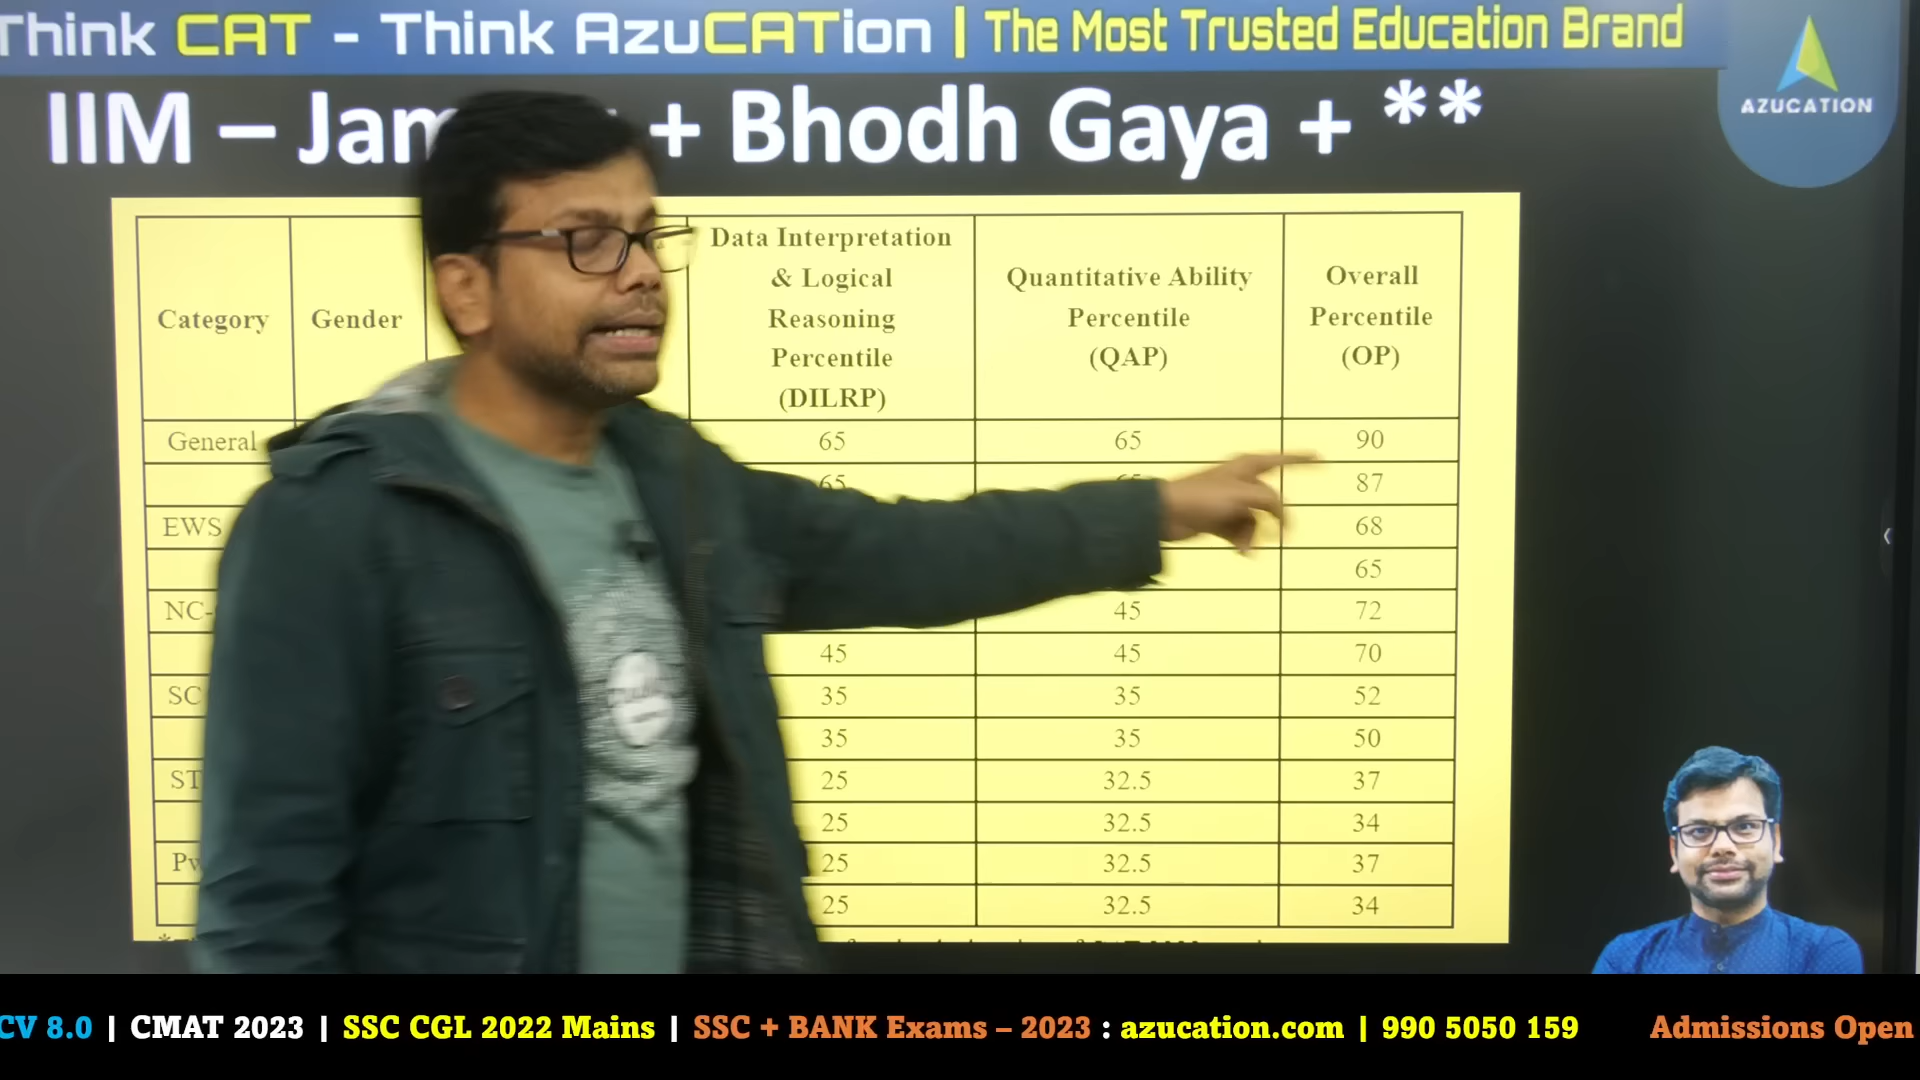 Think CAT - Think AzuCATion | The Most Trusted Education Brand
AZUCATION
IIM – + Bhodh Gaya + **
Category
Gender
Data Interpretation
& Logical
Reasoning
Percentile
(DILRP)
Quantitative Ability
Percentile
(QAP)
Overall
Percentile
(OP)
General 65 65 90
65 65 87
EWS 68
65
45 72
45 45 70
SC 35 35 52
35 35 50
ST 25 32.5 37
25 32.5 34
25 32.5 37
25 32.5 34
CV 8.0 | CMAT 2023 | SSC CGL 2022 Mains | SSC + BANK Exams – 2023 : azucation.com | 990 5050 159 Admissions Open